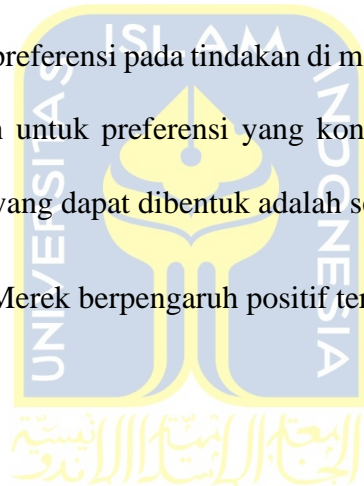 ISLAM
UNIVERSITAS
INDONESIA
preferensi pada tindakan di m
untuk preferensi yang kon
yang dapat dibentuk adalah se
Merek berpengaruh positif ter